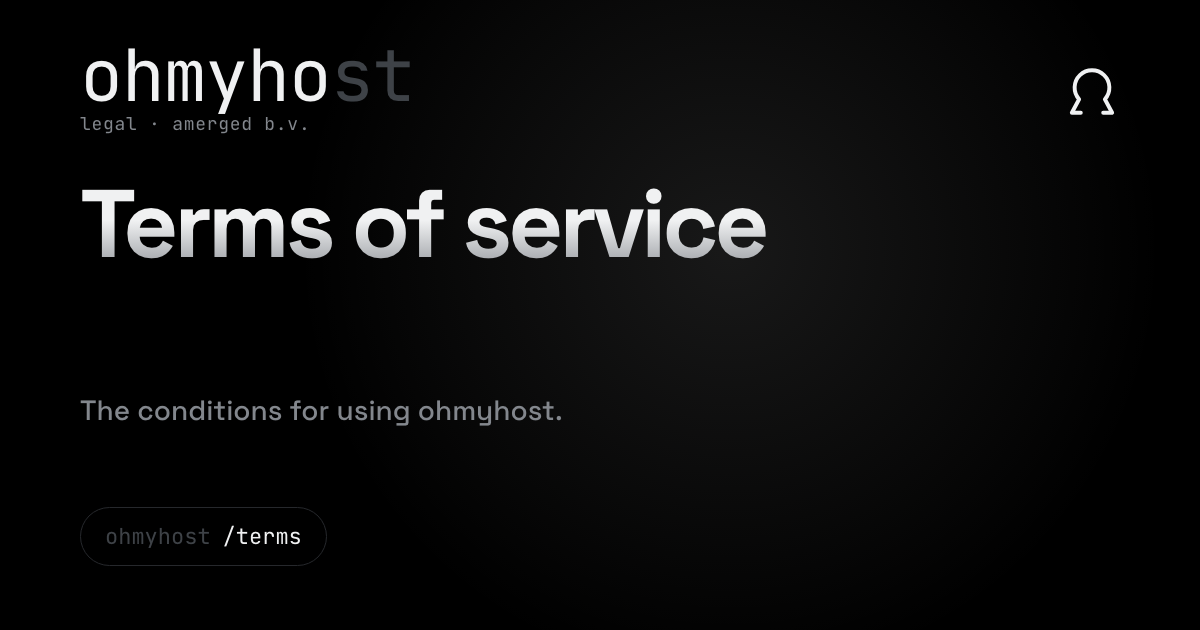 ohmyhost
legal · amerged b.v.
Terms of service
The conditions for using ohmyhost.
ohmyhost /terms